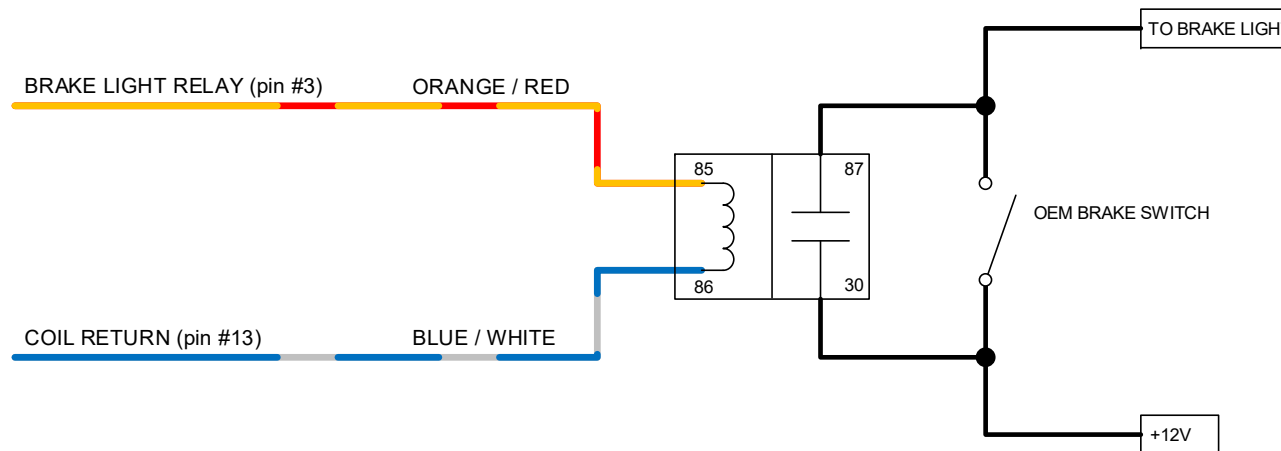 TO BRAKE LIGH
BRAKE LIGHT RELAY (pin #3)
ORANGE / RED
85
87
OEM BRAKE SWITCH
86
30
COIL RETURN (pin #13)
BLUE / WHITE
+12V